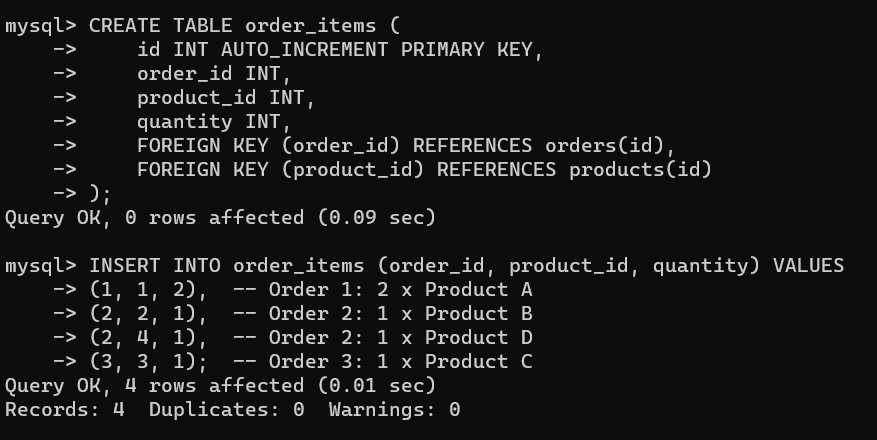 mysql> CREATE TABLE order_items (
    ->     id INT AUTO_INCREMENT PRIMARY KEY,
    ->     order_id INT,
    ->     product_id INT,
    ->     quantity INT,
    ->     FOREIGN KEY (order_id) REFERENCES orders(id),
    ->     FOREIGN KEY (product_id) REFERENCES products(id)
    -> );
Query OK, 0 rows affected (0.09 sec)

mysql> INSERT INTO order_items (order_id, product_id, quantity) VALUES
    -> (1, 1, 2),  -- Order 1: 2 x Product A
    -> (2, 2, 1),  -- Order 2: 1 x Product B
    -> (2, 4, 1),  -- Order 2: 1 x Product D
    -> (3, 3, 1);  -- Order 3: 1 x Product C
Query OK, 4 rows affected (0.01 sec)
Records: 4  Duplicates: 0  Warnings: 0